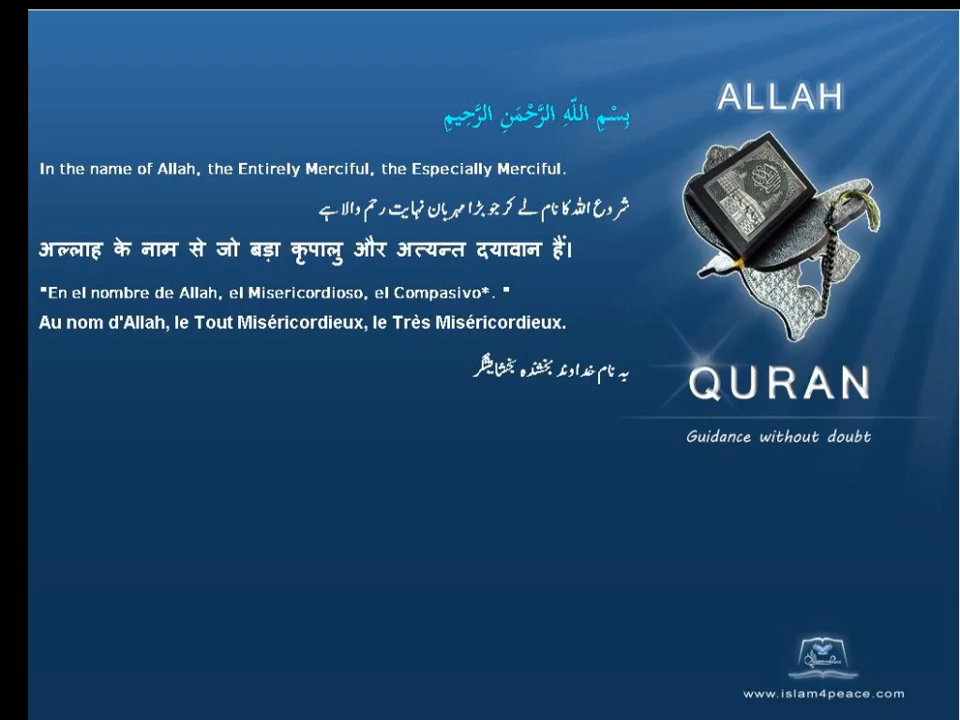 بِسْمِ اللَّهِ الرَّحْمَنِ الرَّحِيمِ
In the name of Allah, the Entirely Merciful, the Especially Merciful.
شروع الله کا نام لے کر جو بڑا مہربان نہایت رحم والا ہے
अल्लाह के नाम से जो बड़ा कृपालु और अत्यन्त दयावान हैं।
"En el nombre de Allah, el Misericordioso, el Compasivo*. "
Au nom d'Allah, le Tout Miséricordieux, le Très Miséricordieux.
به نام خداوند بخشنده بخشایشگر
ALLAH
QURAN
Guidance without doubt
www.islam4peace.com